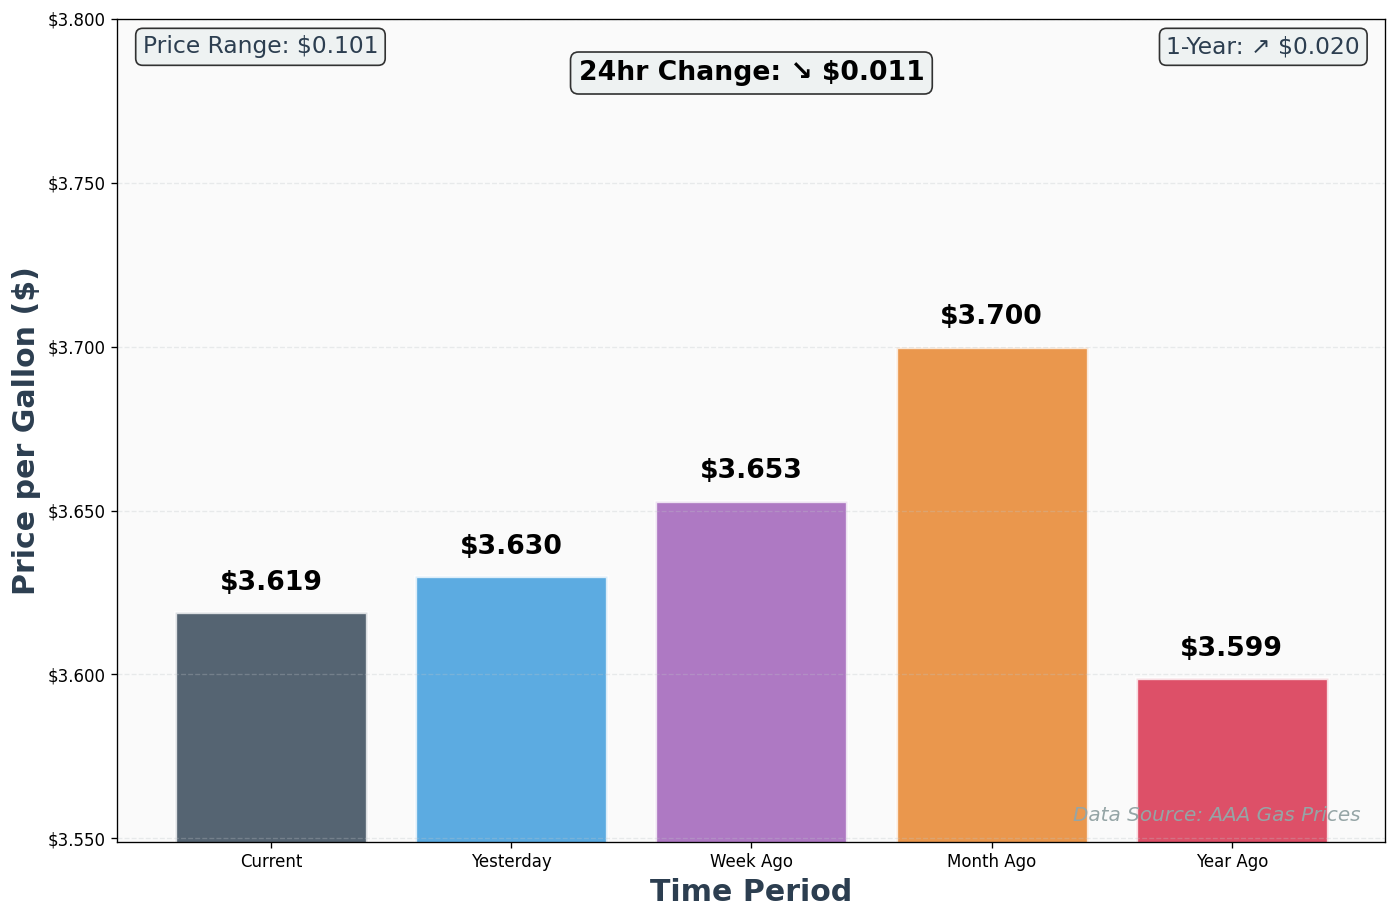 $3.800
Price Range: $0.101
24hr Change: ↘ $0.011
1-Year: ↗ $0.020
$3.750
$3.700
$3.650
$3.600
$3.550
Price per Gallon ($)
$3.619
$3.630
$3.653
$3.700
$3.599
Data Source: AAA Gas Prices
Current
Yesterday
Week Ago
Month Ago
Year Ago
Time Period